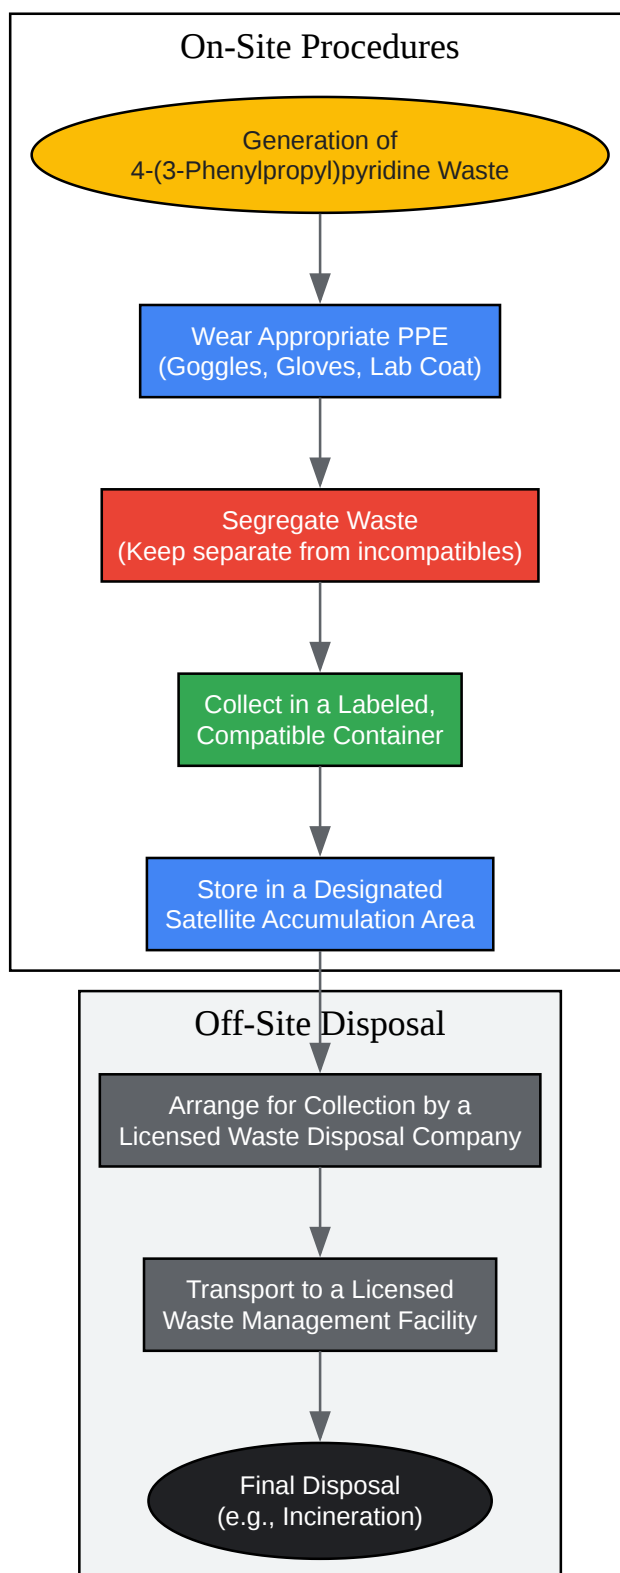 On-Site Procedures
Generation of
4-(3-Phenylpropyl)pyridine Waste
Wear Appropriate PPE
(Goggles, Gloves, Lab Coat)
Segregate Waste
(Keep separate from incompatibles)
Collect in a Labeled,
Compatible Container
Store in a Designated
Satellite Accumulation Area
Off-Site Disposal
Arrange for Collection by a
Licensed Waste Disposal Company
Transport to a Licensed
Waste Management Facility
Final Disposal
(e.g., Incineration)